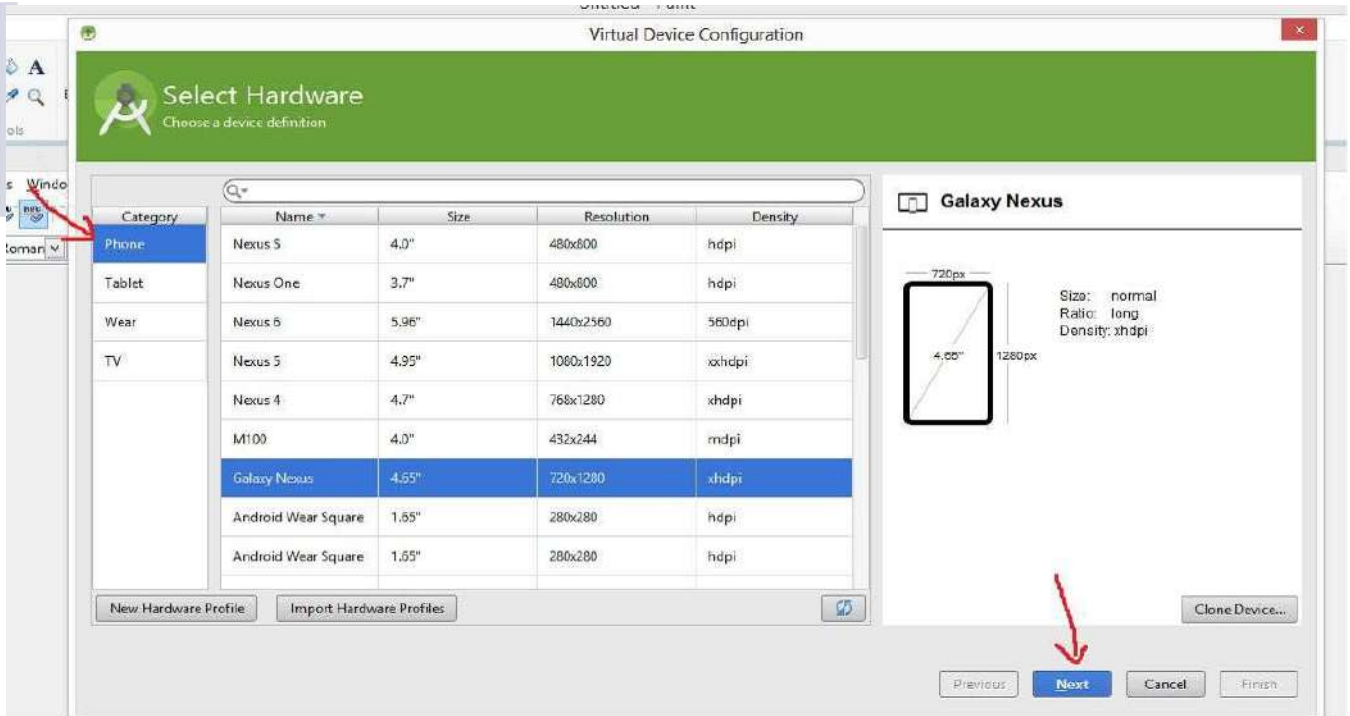 Virtual Device Configuration
A
Select Hardware
Choose a device definition
ols
s Windo
Category Name Size Resolution Density
Roman
Phone Nexus S 4.0" 480x800 hdpi
Tablet Nexus One 3.7" 480x800 hdpi
Wear Nexus 6 5.96" 1440x2560 560dpi
TV Nexus 5 4.95" 1080x1920 xxhdpi
Nexus 4 4.7" 768x1280 xhdpi
M100 4.0" 432x244 mdpi
Galaxy Nexus 4.65" 720x1280 xhdpi
Android Wear Square 1.65" 280x280 hdpi
Android Wear Square 1.65" 280x280 hdpi
New Hardware Profile Import Hardware Profiles
Galaxy Nexus
720px
Size: normal
Ratio: long
Density: xhdpi
4.65" 1280px
Clone Device...
Previous Next Cancel Finish